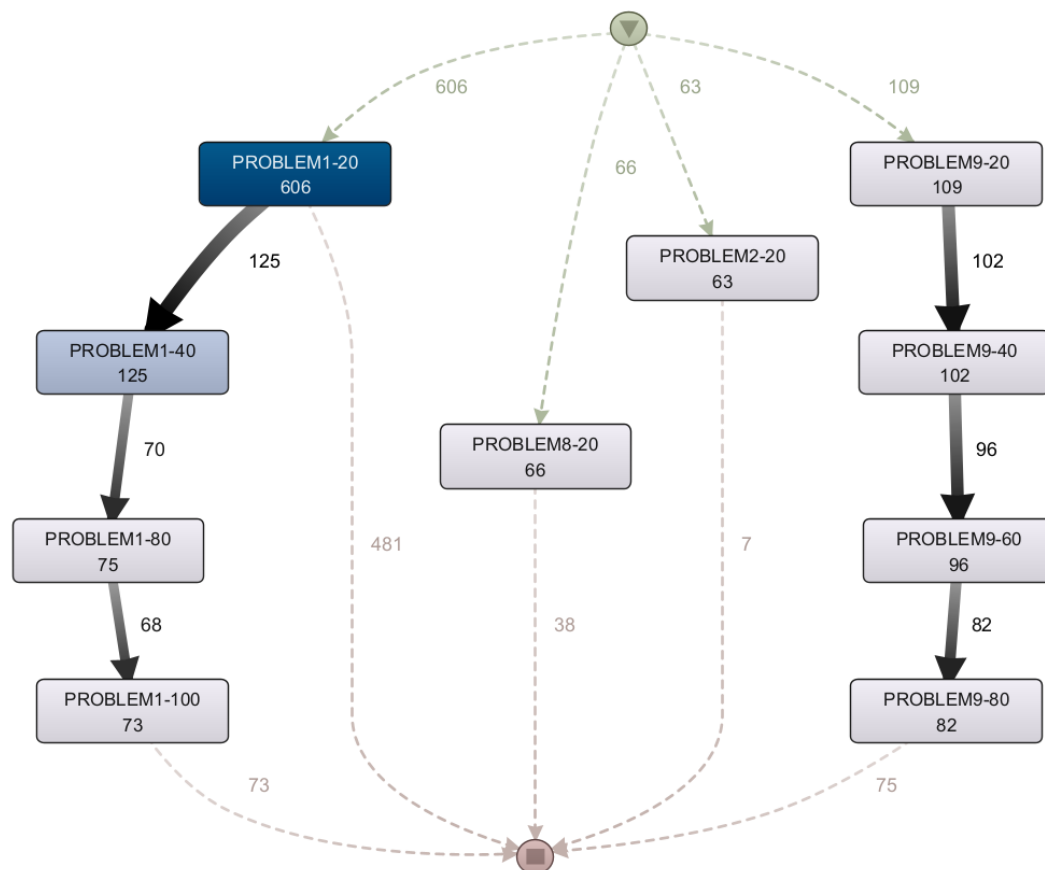 606
63
109
66
PROBLEM1-20
606
PROBLEM9-20
109
PROBLEM2-20
63
125
102
PROBLEM1-40
125
PROBLEM9-40
102
PROBLEM8-20
66
70
96
PROBLEM1-80
75
481
7
PROBLEM9-60
96
68
38
82
PROBLEM1-100
73
PROBLEM9-80
82
73
75